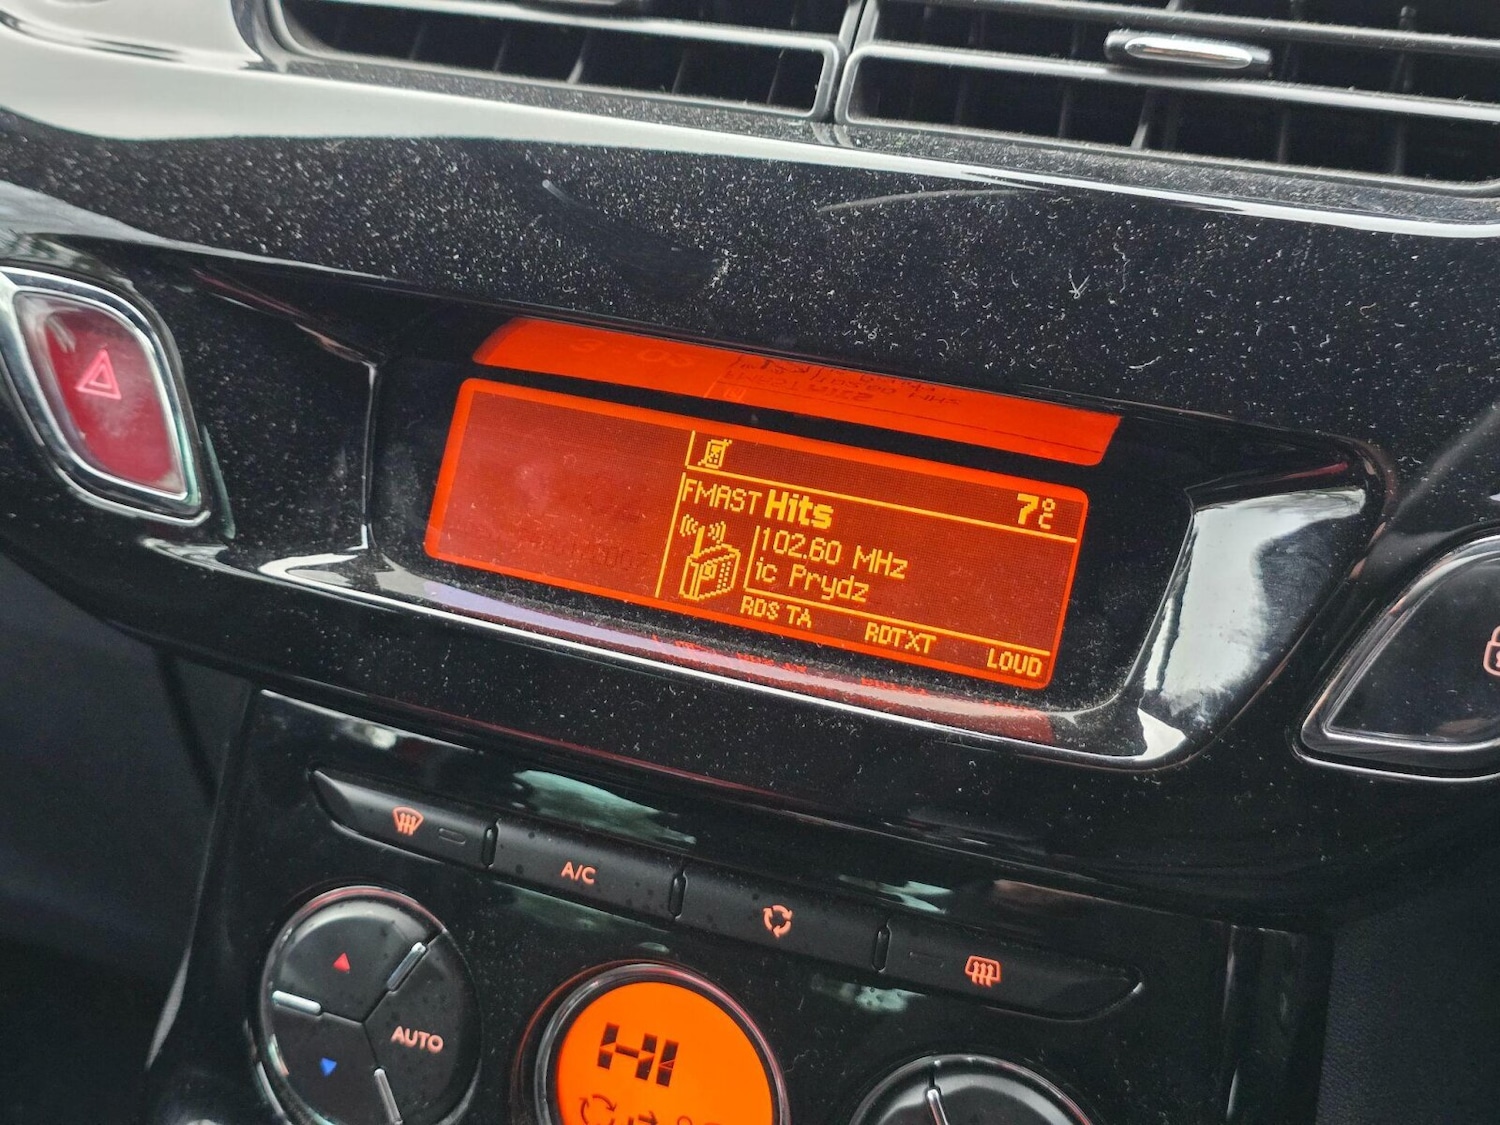 7°C
FMAST Hits
102.60 MHz
ic Prydz
RDS TA RDTXT LOUD
A/C
AUTO
HI